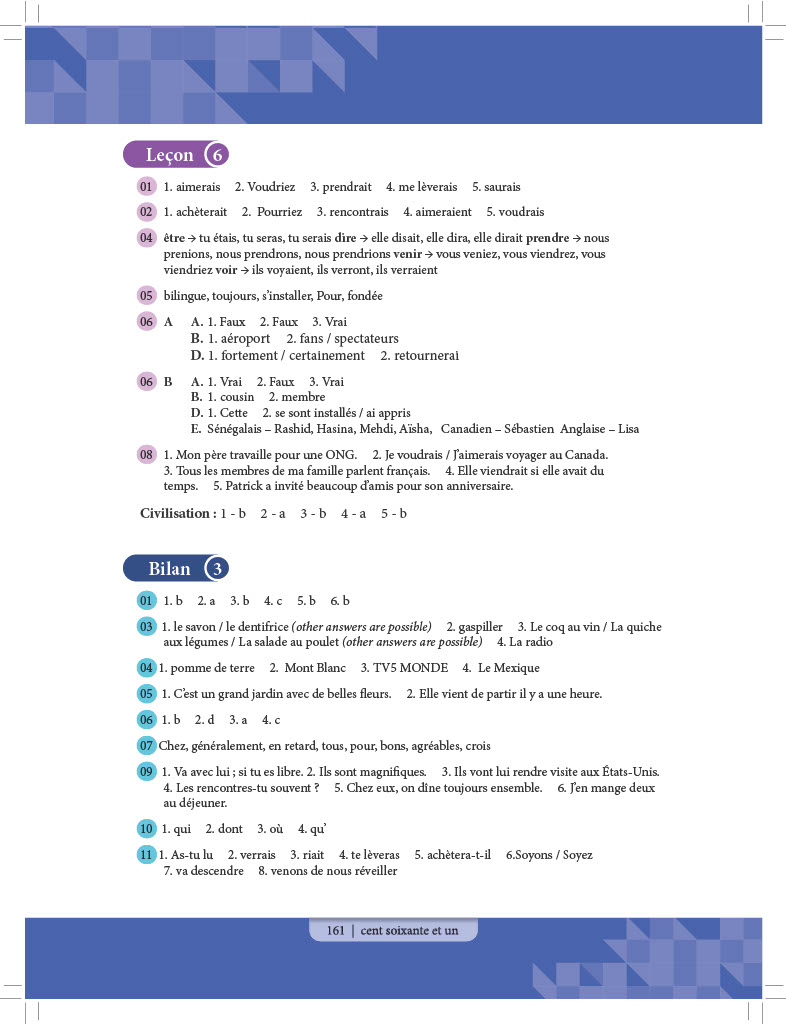 Leçon 6
01 1. aimerais 2. Voudriez 3. prendrait 4. me lèverais 5. saurais
02 1. achèterait 2. Pourriez 3. rencontrais 4. aimeraient 5. voudrais
04 être → tu étais, tu seras, tu serais dire → elle disait, elle dira, elle dirait prendre → nous
prenions, nous prendrons, nous prendrions venir → vous veniez, vous viendrez, vous
viendriez voir → ils voyaient, ils verront, ils verraient
05 bilingue, toujours, s'installer, Pour, fondée
06 A A. 1. Faux 2. Faux 3. Vrai
B. 1. aéroport 2. fans / spectateurs
D. 1. fortement / certainement 2. retournerai
06 B A. 1. Vrai 2. Faux 3. Vrai
B. 1. cousin 2. membre
D. 1. Cette 2. se sont installés / ai appris
E. Sénégalais – Rashid, Hasina, Mehdi, Aïsha, Canadien – Sébastien Anglaise – Lisa
08 1. Mon père travaille pour une ONG. 2. Je voudrais / J'aimerais voyager au Canada.
3. Tous les membres de ma famille parlent français. 4. Elle viendrait si elle avait du
temps. 5. Patrick a invité beaucoup d'amis pour son anniversaire.
Civilisation : 1 - b 2 - a 3 - b 4 - a 5 - b
Bilan 3
01 1. b 2. a 3. b 4. c 5. b 6. b
03 1. le savon / le dentifrice (other answers are possible) 2. gaspiller 3. Le coq au vin / La quiche
aux légumes / La salade au poulet (other answers are possible) 4. La radio
04 1. pomme de terre 2. Mont Blanc 3. TV5 MONDE 4. Le Mexique
05 1. C'est un grand jardin avec de belles fleurs. 2. Elle vient de partir il y a une heure.
06 1. b 2. d 3. a 4. c
07 Chez, généralement, en retard, tous, pour, bons, agréables, crois
09 1. Va avec lui ; si tu es libre. 2. Ils sont magnifiques. 3. Ils vont lui rendre visite aux États-Unis.
4. Les rencontres-tu souvent ? 5. Chez eux, on dîne toujours ensemble. 6. J'en mange deux
au déjeuner.
10 1. qui 2. dont 3. où 4. qu'
11 1. As-tu lu 2. verrais 3. riait 4. te lèveras 5. achètera-t-il 6.Soyons / Soyez
7. va descendre 8. venons de nous réveiller
161 | cent soixante et un